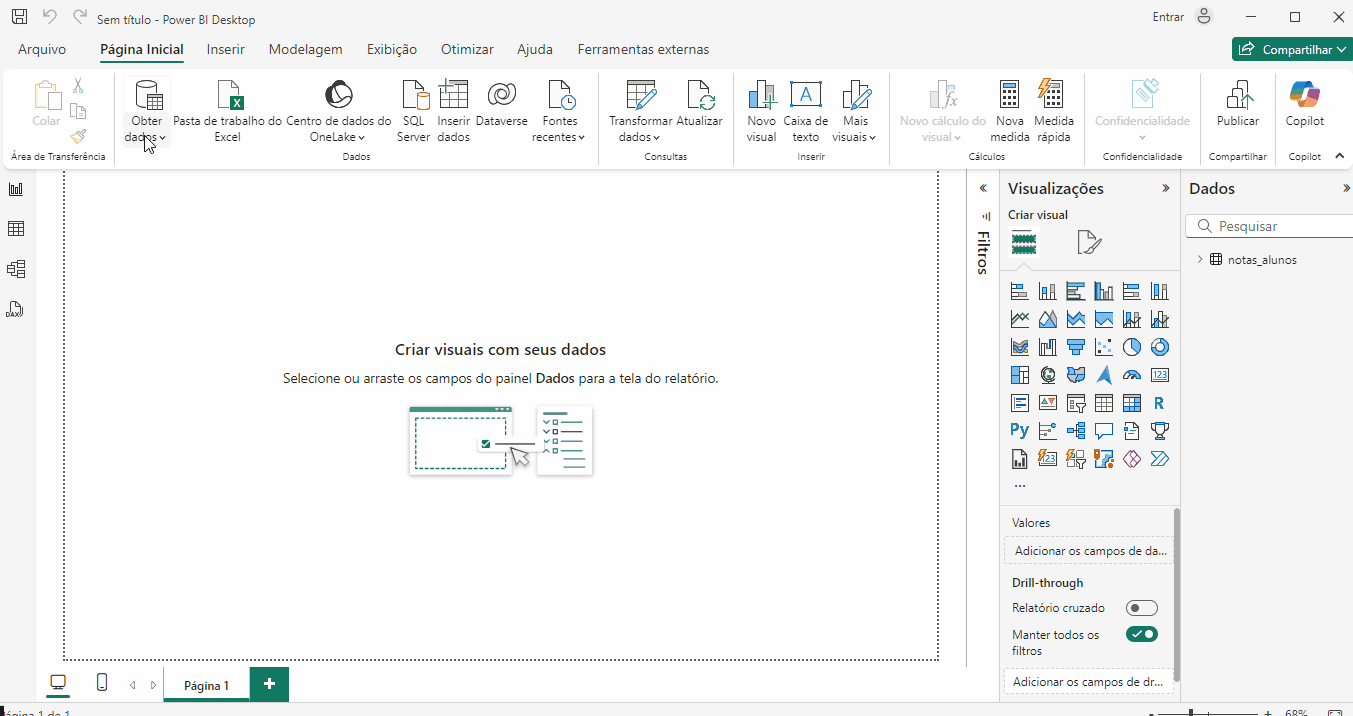 Sem título - Power BI Desktop
Entrar
Arquivo
Página Inicial
Inserir
Modelagem
Exibição
Otimizar
Ajuda
Ferramentas externas
Compartilhar
Colar
Área de Transferência
Obter
dados
Pasta de trabalho do
Excel
Centro de dados do
OneLake
SQL
Server
Inserir
dados
Dataverse
Fontes
recentes
Dados
Transformar
dados
Atualizar
Consultas
Novo
visual
Caixa de
texto
Mais
visuais
Inserir
Novo cálculo do
visual
Nova
medida
Medida
rápida
Cálculos
Confidencialidade
Confidencialidade
Publicar
Compartilhar
Copilot
Copilot
DAX
Criar visuais com seus dados
Selecione ou arraste os campos do painel Dados para a tela do relatório.
Filtros
Visualizações
Criar visual
123
R
Py
123
...
Valores
Adicionar os campos de da...
Drill-through
Relatório cruzado
Manter todos os
filtros
Adicionar os campos de dr...
Dados
Pesquisar
notas_alunos
Página 1
Página 1 de 1
68%